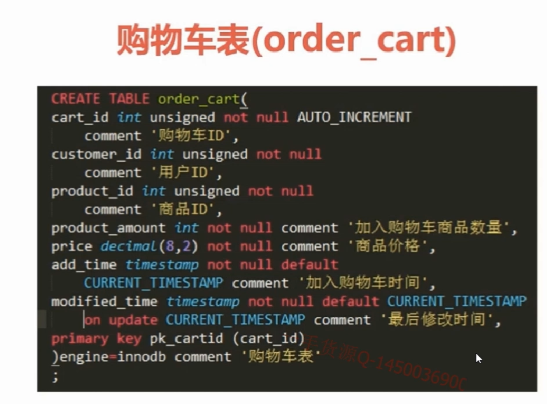 购物车表(order_cart)
CREATE TABLE order_cart(
cart_id int unsigned not null AUTO_INCREMENT
comment '购物车ID',
customer_id int unsigned not null
comment '用户ID',
product_id int unsigned not null
comment '商品ID',
product_amount int not null comment '加入购物车商品数量',
price decimal(8,2) not null comment '商品价格',
add_time timestamp not null default
CURRENT_TIMESTAMP comment '加入购物车时间',
modified_time timestamp not null default CURRENT_TIMESTAMP
on update CURRENT_TIMESTAMP comment '最后修改时间',
primary key pk_cartid (cart_id)
)engine=innodb comment '购物车表'
;